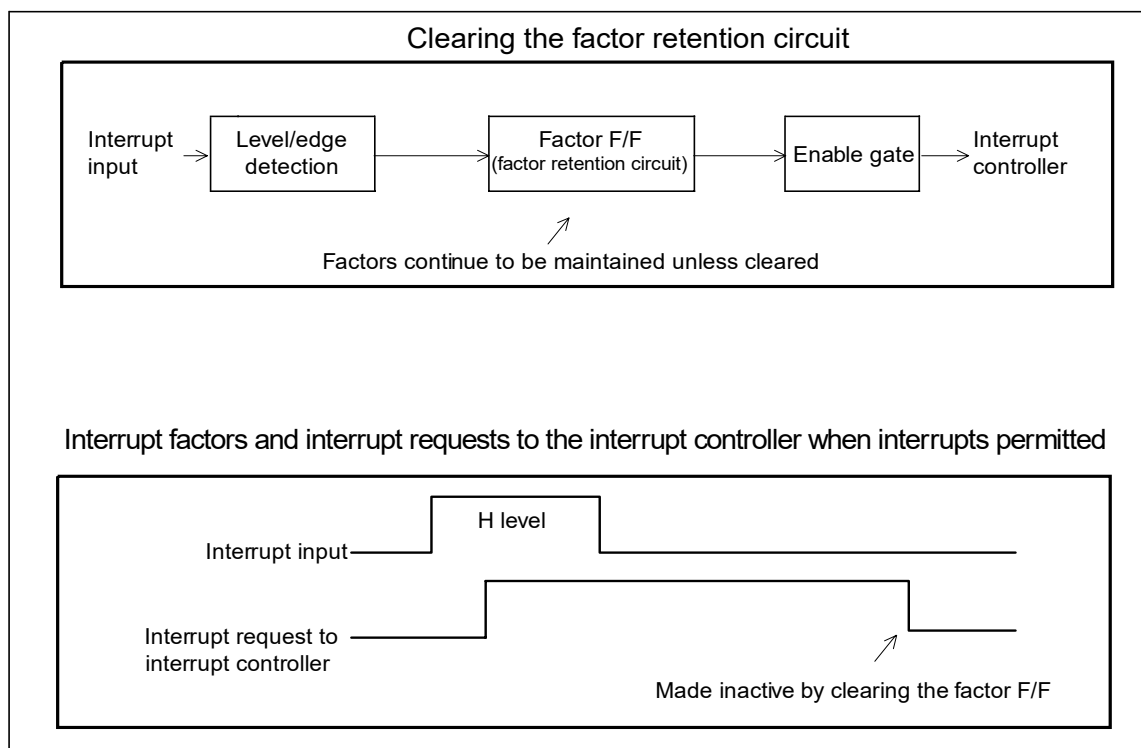 Clearing the factor retention circuit
Interrupt
input
Level/edge
detection
Factor F/F
(factor retention circuit)
Enable gate
Interrupt
controller
Factors continue to be maintained unless cleared
Interrupt factors and interrupt requests to the interrupt controller when interrupts permitted
H level
Interrupt input
Interrupt request to
interrupt controller
Made inactive by clearing the factor F/F